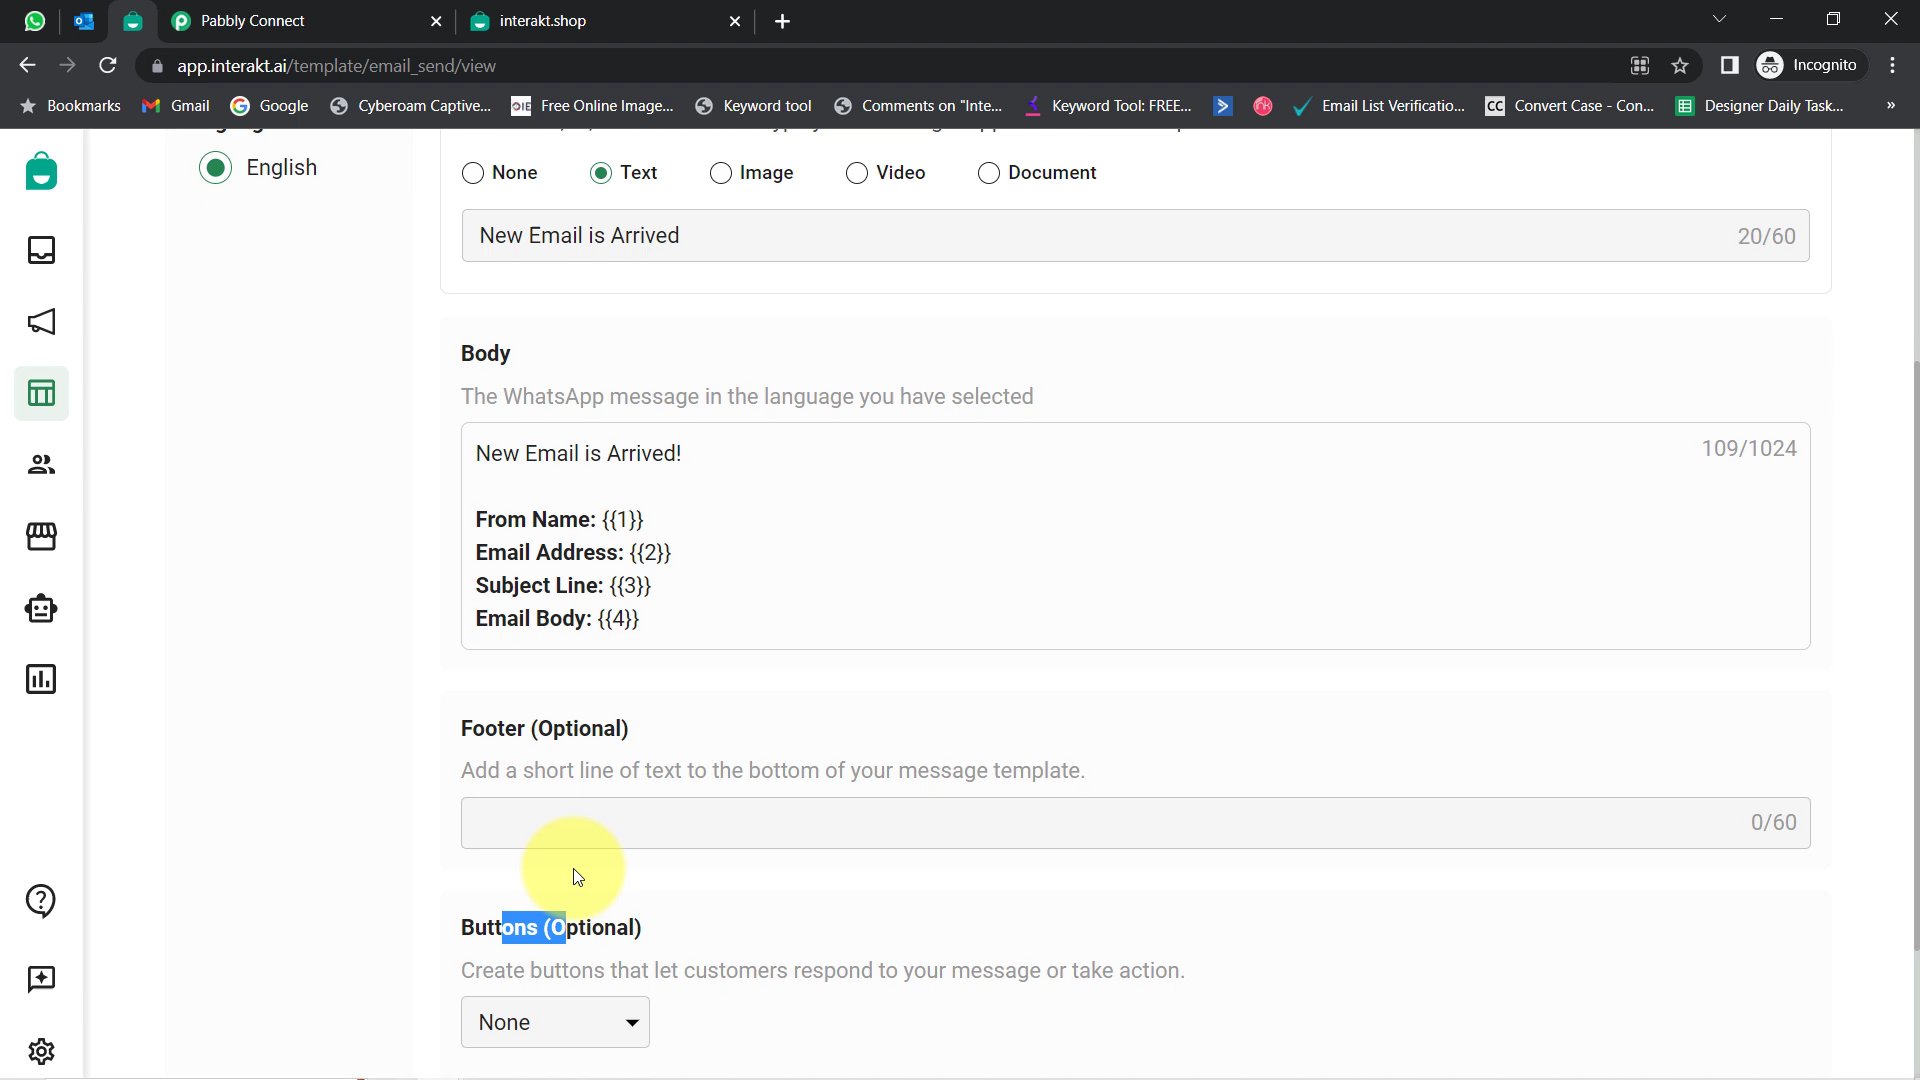 Pabbly Connect
interakt.shop
app.interakt.ai/template/email_send/view
Incognito
Bookmarks
Gmail
Google
Cyberoam Captive...
OIE
Free Online Image...
Keyword tool
Comments on "Inte...
Keyword Tool: FREE...
Email List Verificatio...
CC
Convert Case - Con...
Designer Daily Task...
»
English
None
Text
Image
Video
Document
New Email is Arrived
20/60
Body
The WhatsApp message in the language you have selected
New Email is Arrived!
109/1024
From Name: {{1}}
Email Address: {{2}}
Subject Line: {{3}}
Email Body: {{4}}
Footer (Optional)
Add a short line of text to the bottom of your message template.
0/60
Buttons (Optional)
Create buttons that let customers respond to your message or take action.
None